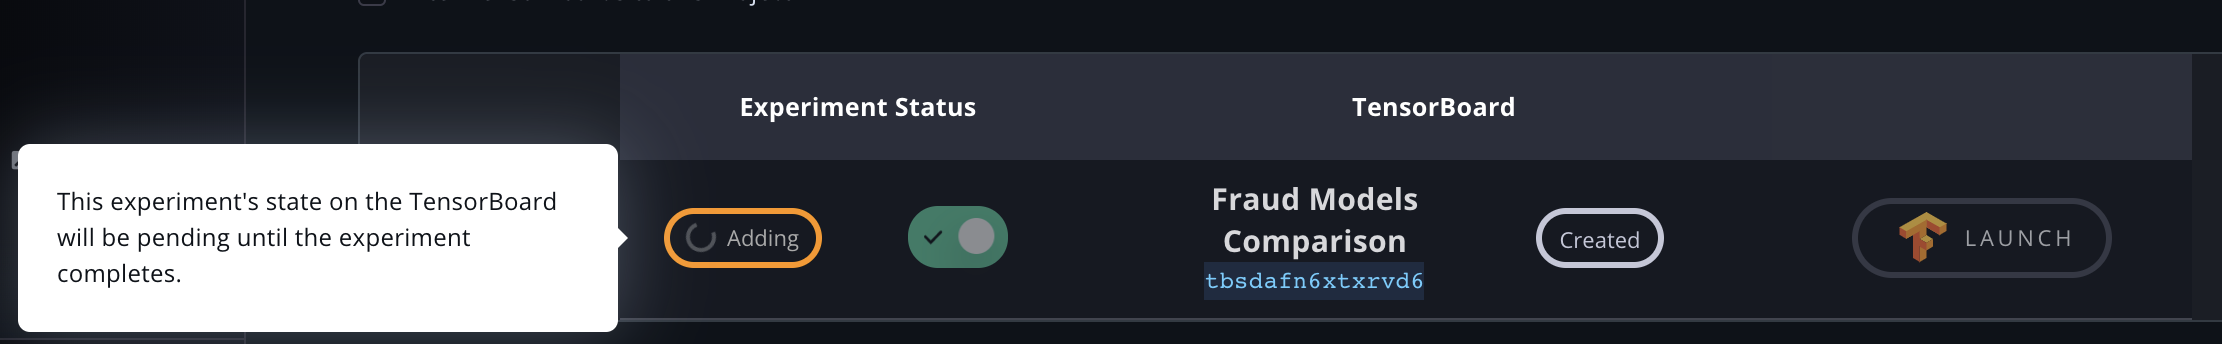 Experiment Status
TensorBoard
This experiment's state on the TensorBoard
will be pending until the experiment
completes.
Adding
Fraud Models
Comparison
tbsdafn6xtxrvd6
Created
LAUNCH